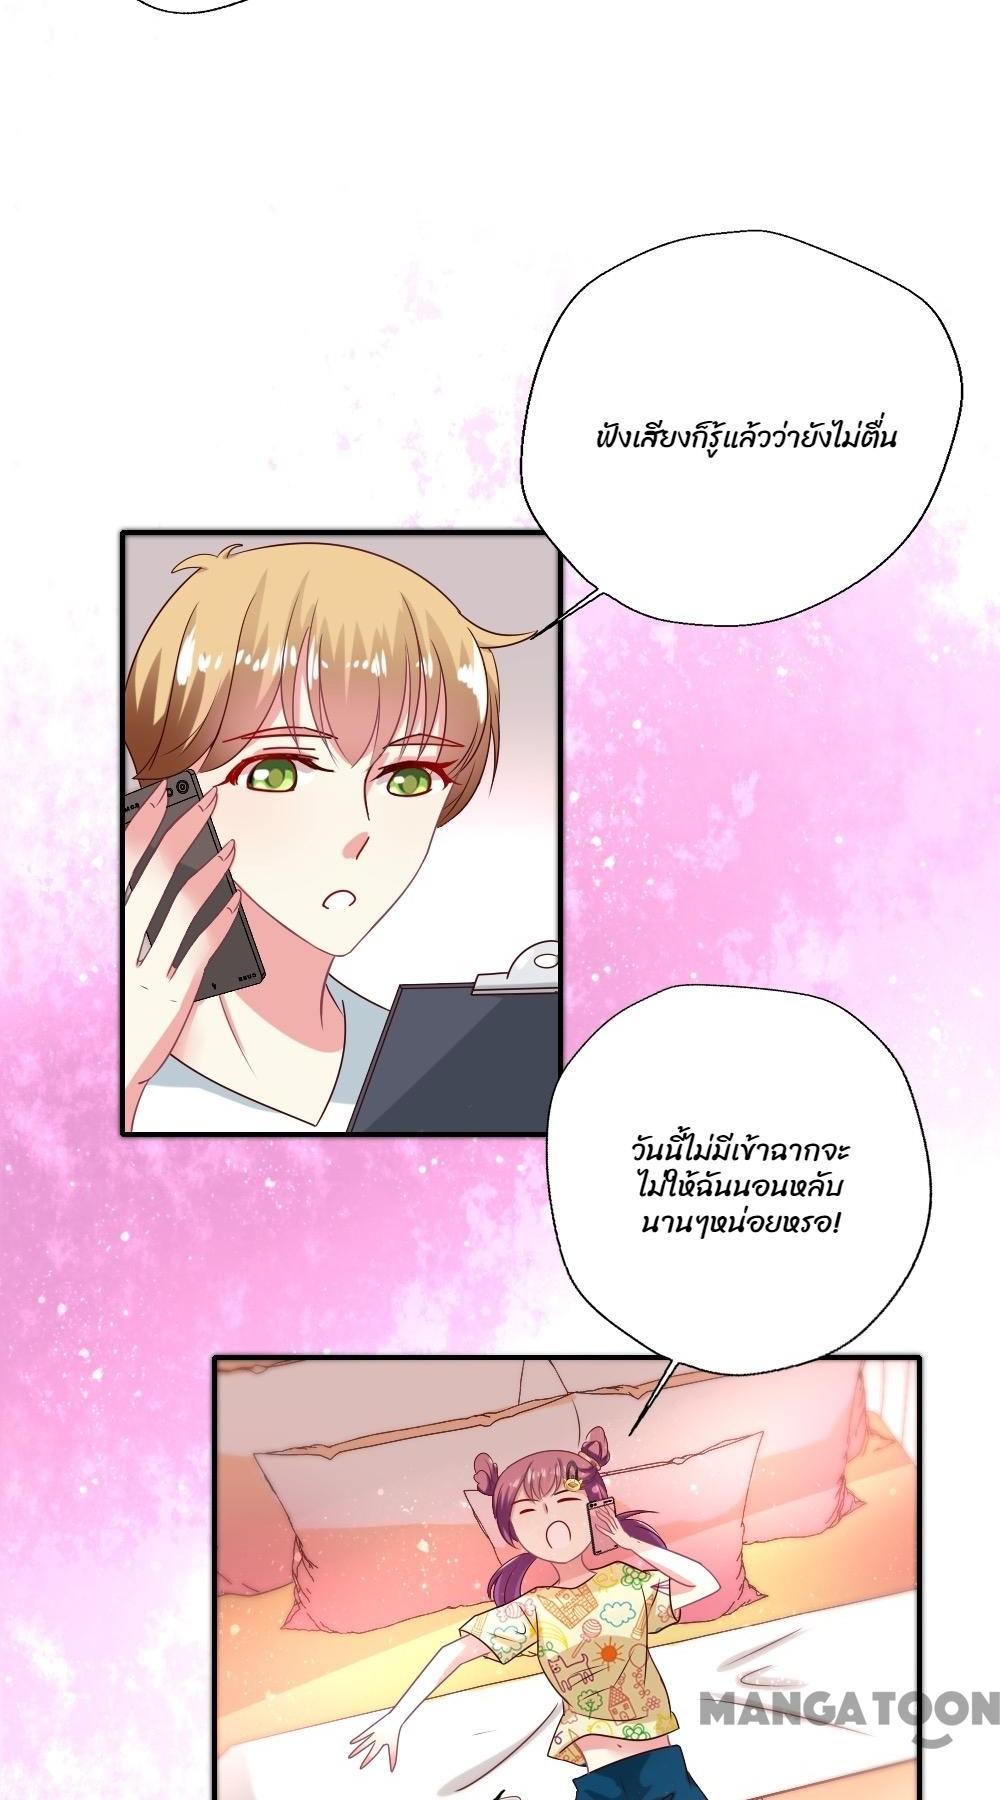 ฟังเสียงก็รู้แล้วว่ายังไม่ตื่น
วันนี้ไม่มีเข้าฉากจะ
ไม่ให้ฉันนอนหลับ
นานๆหน่อยหรอ!
MANGATOON